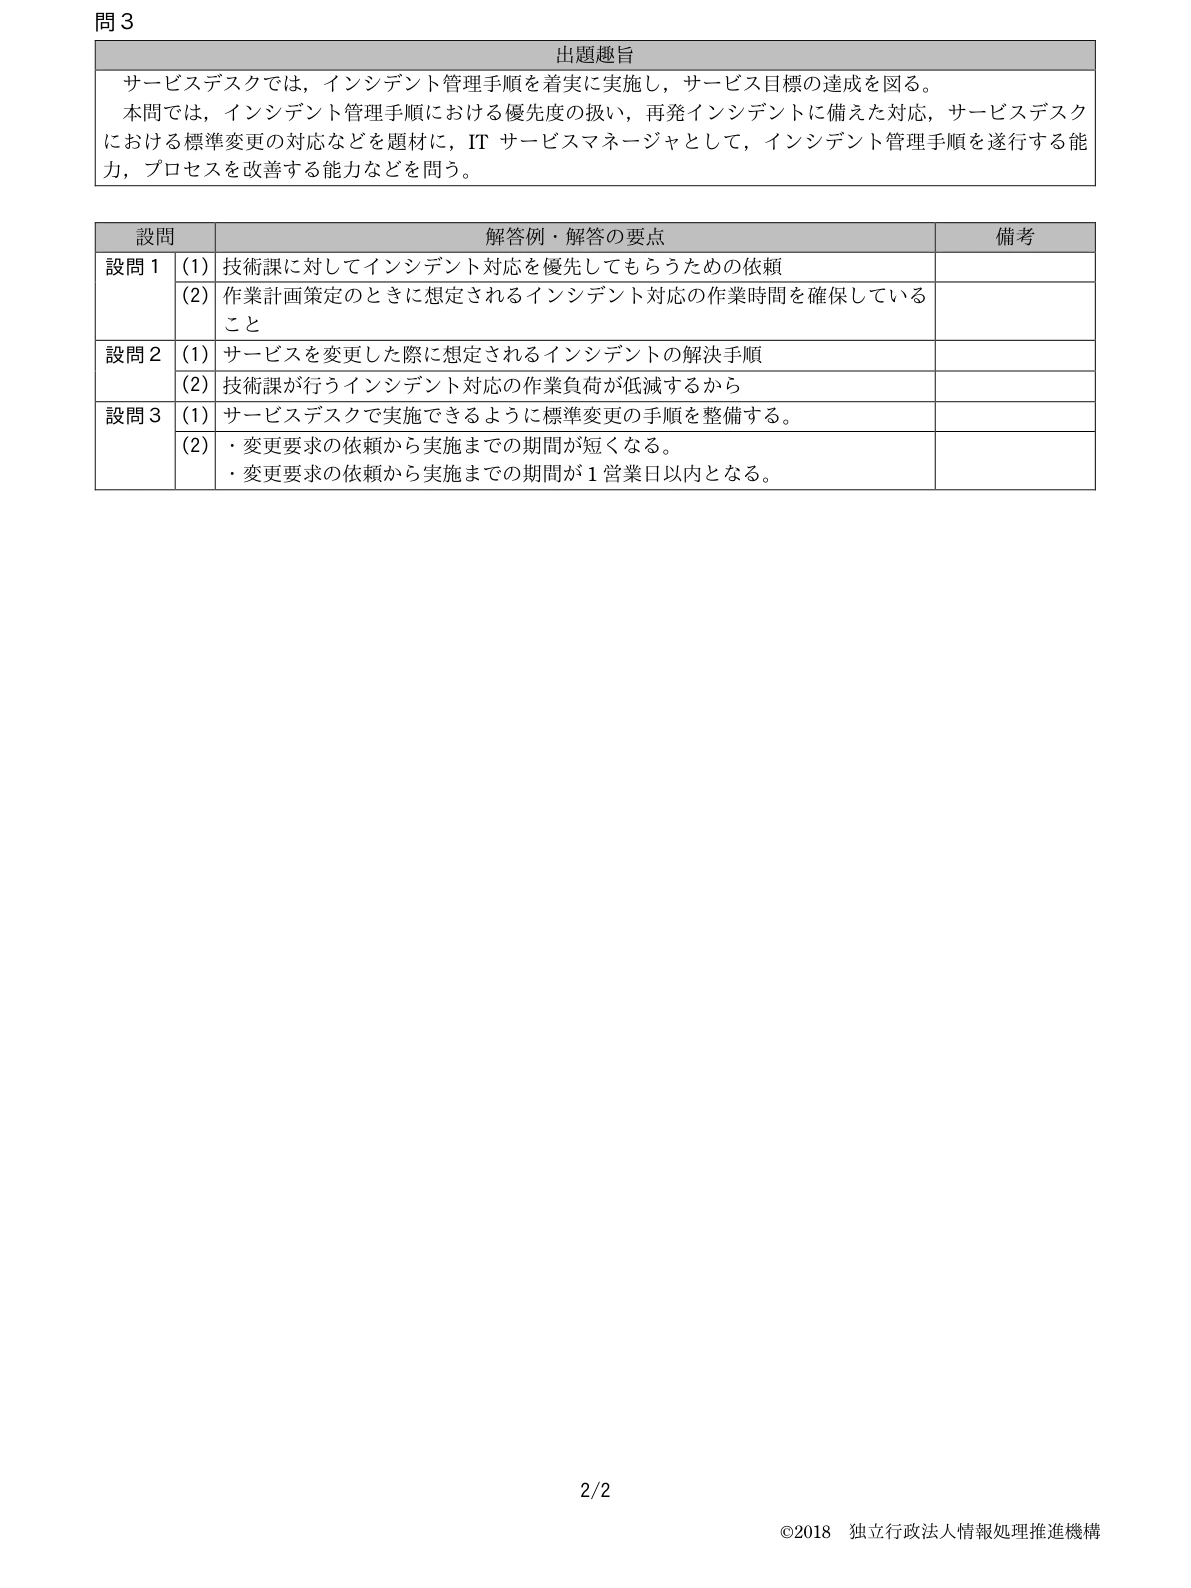 問３
出題趣旨
サービスデスクでは，インシデント管理手順を着実に実施し，サービス目標の達成を図る。
本問では，インシデント管理手順における優先度の扱い，再発インシデントに備えた対応，サービスデスク
における標準変更の対応などを題材に，IT サービスマネージャとして，インシデント管理手順を遂行する能
力，プロセスを改善する能力などを問う。
設問 解答例・解答の要点 備考
設問１ (1) 技術課に対してインシデント対応を優先してもらうための依頼
(2) 作業計画策定のときに想定されるインシデント対応の作業時間を確保している
こと
設問２ (1) サービスを変更した際に想定されるインシデントの解決手順
(2) 技術課が行うインシデント対応の作業負荷が低減するから
設問３ (1) サービスデスクで実施できるように標準変更の手順を整備する。
(2) ・変更要求の依頼から実施までの期間が短くなる。
・変更要求の依頼から実施までの期間が 1 営業日以内となる。
2/2
©2018　独立行政法人情報処理推進機構